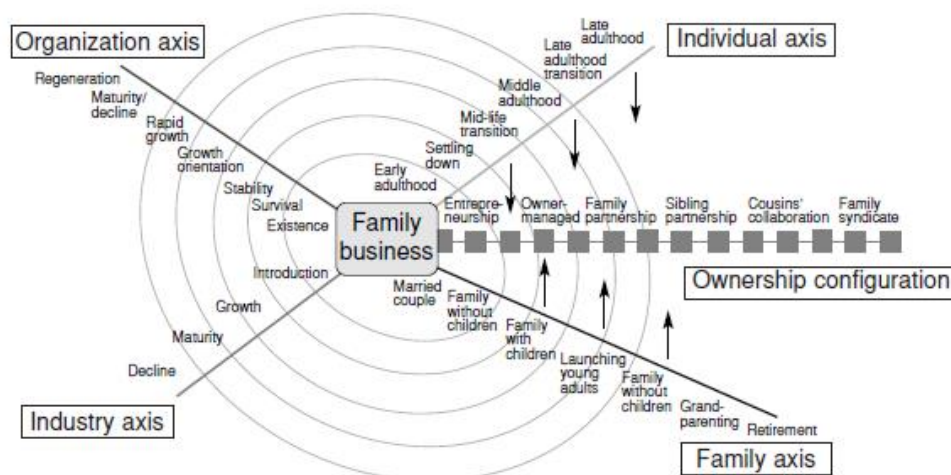 Organization axis
Regeneration
Maturity/
decline
Rapid
growth
Growth
orientation
Stability
Survival
Existence
Individual axis
Late
adulthood
Late
adulthood
transition
Middle
adulthood
Mid-life
transition
Settling
down
Early
adulthood
Family
business
Entrepre-
neurship
Owner-
managed
Family
partnership
Sibling
partnership
Cousins'
collaboration
Family
syndicate
Ownership configuration
Introduction
Growth
Maturity
Decline
Industry axis
Married
couple
Family
without
children
Family
with
children
Launching
young
adults
Family
without
children
Grand-
parenting
Retirement
Family axis